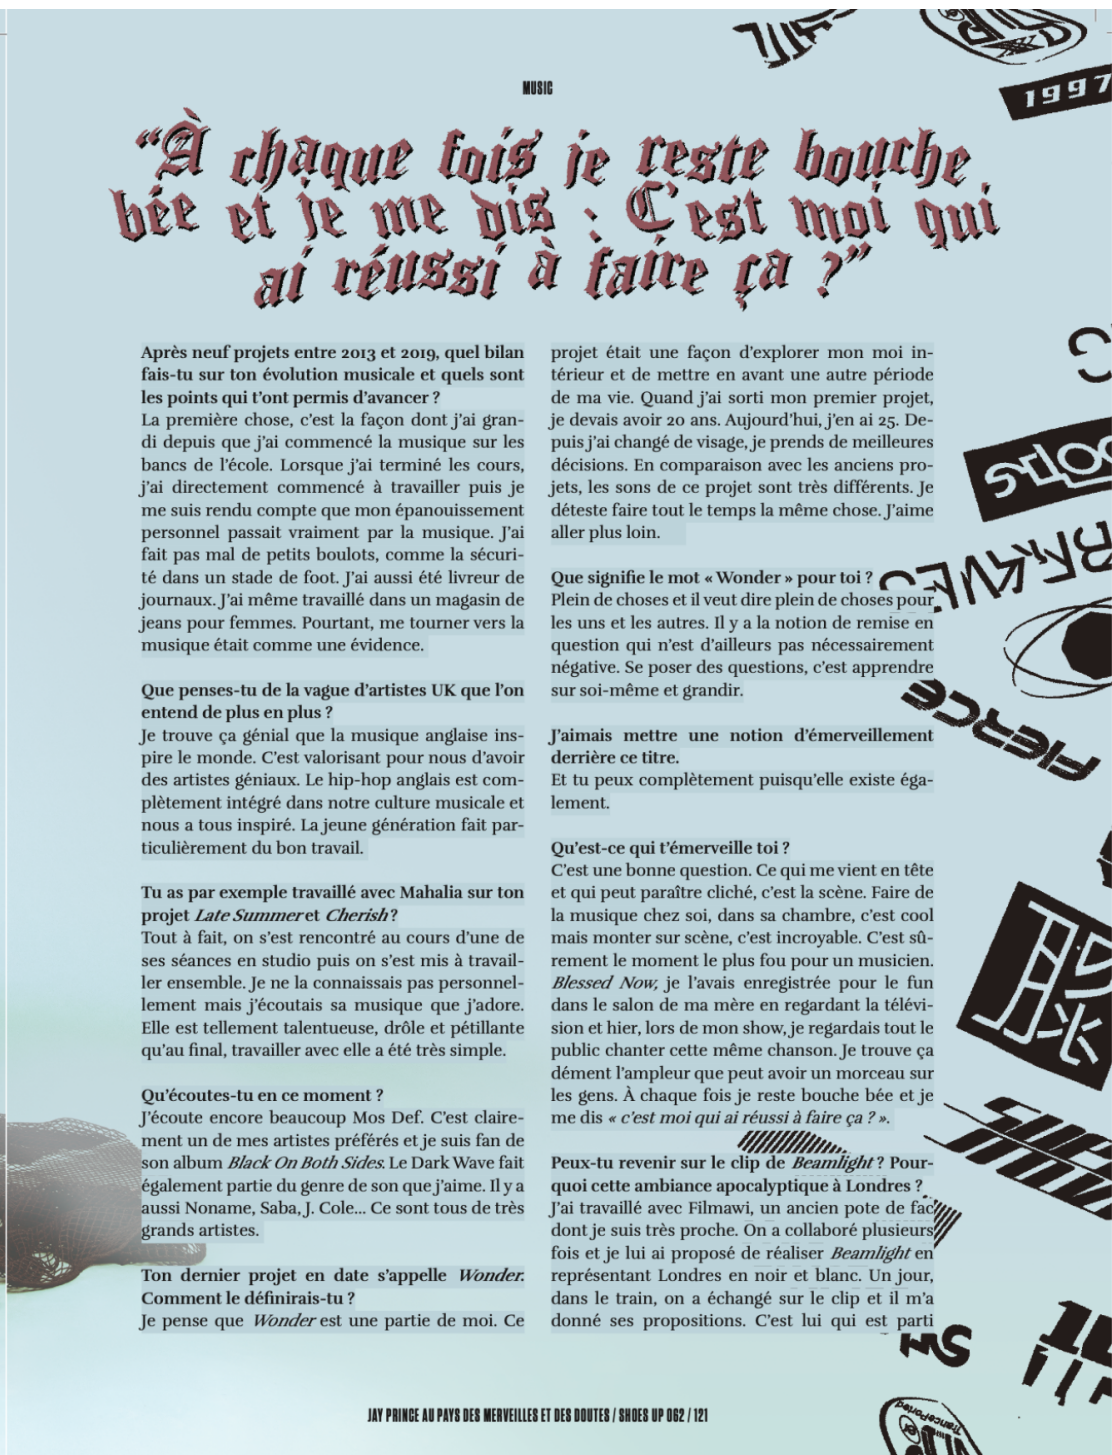 1997
MUSIC
“À chaque fois je reste bouche
bée et je me dis : C'est moi qui
ai réussi à faire ça ?”
Après neuf projets entre 2013 et 2019, quel bilan
fais-tu sur ton évolution musicale et quels sont
les points qui t’ont permis d’avancer ?
La première chose, c’est la façon dont j’ai gran-
di depuis que j’ai commencé la musique sur les
bancs de l’école. Lorsque j’ai terminé les cours,
j’ai directement commencé à travailler puis je
me suis rendu compte que mon épanouissement
personnel passait vraiment par la musique. J’ai
fait pas mal de petits boulots, comme la sécuri-
té dans un stade de foot. J’ai aussi été livreur de
journaux. J’ai même travaillé dans un magasin de
jeans pour femmes. Pourtant, me tourner vers la
musique était comme une évidence.
Que penses-tu de la vague d’artistes UK que l’on
entend de plus en plus ?
Je trouve ça génial que la musique anglaise ins-
pire le monde. C’est valorisant pour nous d’avoir
des artistes géniaux. Le hip-hop anglais est com-
plètement intégré dans notre culture musicale et
nous a tous inspiré. La jeune génération fait par-
ticulièrement du bon travail.
Tu as par exemple travaillé avec Mahalia sur ton
projet Late Summer et Cherish ?
Tout à fait, on s’est rencontré au cours d’une de
ses séances en studio puis on s’est mis à travail-
ler ensemble. Je ne la connaissais pas personnel-
lement mais j’écoutais sa musique que j’adore.
Elle est tellement talentueuse, drôle et pétillante
qu’au final, travailler avec elle a été très simple.
Qu’écoutes-tu en ce moment ?
J’écoute encore beaucoup Mos Def. C’est claire-
ment un de mes artistes préférés et je suis fan de
son album Black On Both Sides. Le Dark Wave fait
également partie du genre de son que j’aime. Il y a
aussi Noname, Saba, J. Cole... Ce sont tous de très
grands artistes.
Ton dernier projet en date s’appelle Wonder.
Comment le définirais-tu ?
Je pense que Wonder est une partie de moi. Ce
projet était une façon d’explorer mon moi in-
térieur et de mettre en avant une autre période
de ma vie. Quand j’ai sorti mon premier projet,
je devais avoir 20 ans. Aujourd’hui, j’en ai 25. De-
puis j’ai changé de visage, je prends de meilleures
décisions. En comparaison avec les anciens pro-
jets, les sons de ce projet sont très différents. Je
déteste faire tout le temps la même chose. J’aime
aller plus loin.
Que signifie le mot « Wonder » pour toi ?
Plein de choses et il veut dire plein de choses pour
les uns et les autres. Il y a la notion de remise en
question qui n’est d’ailleurs pas nécessairement
négative. Se poser des questions, c’est apprendre
sur soi-même et grandir.
J’aimais mettre une notion d’émerveillement
derrière ce titre.
Et tu peux complètement puisqu’elle existe éga-
lement.
Qu’est-ce qui t’émerveille toi ?
C’est une bonne question. Ce qui me vient en tête
et qui peut paraître cliché, c’est la scène. Faire de
la musique chez soi, dans sa chambre, c’est cool
mais monter sur scène, c’est incroyable. C’est sû-
rement le moment le plus fou pour un musicien.
Blessed Now, je l’avais enregistrée pour le fun
dans le salon de ma mère en regardant la télévi-
sion et hier, lors de mon show, je regardais tout le
public chanter cette même chanson. Je trouve ça
dément l’ampleur que peut avoir un morceau sur
les gens. À chaque fois je reste bouche bée et je
me dis « c’est moi qui ai réussi à faire ça ? ».
Peux-tu revenir sur le clip de Beamlight ? Pour-
quoi cette ambiance apocalyptique à Londres ?
J’ai travaillé avec Filmawi, un ancien pote de fac
dont je suis très proche. On a collaboré plusieurs
fois et je lui ai proposé de réaliser Beamlight en
représentant Londres en noir et blanc. Un jour,
dans le train, on a échangé sur le clip et il m’a
donné ses propositions. C’est lui qui est parti
FIERCE
JAY PRINCE AU PAYS DES MERVEILLES ET DES DOUTES / SHOES UP 062 / 121